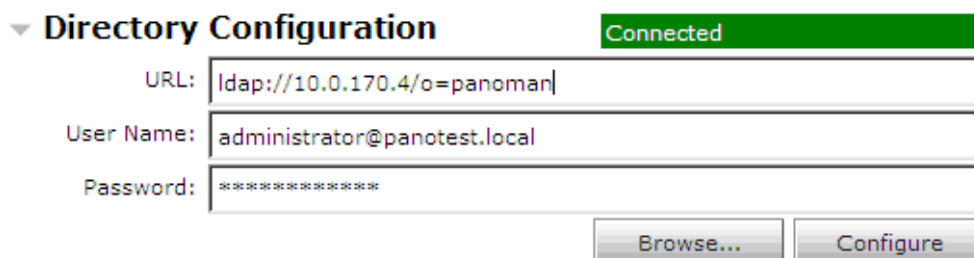 Directory Configuration
Connected
URL: ldap://10.0.170.4/o=panoman
User Name: administrator@panotest.local
Password: ************
Browse... Configure